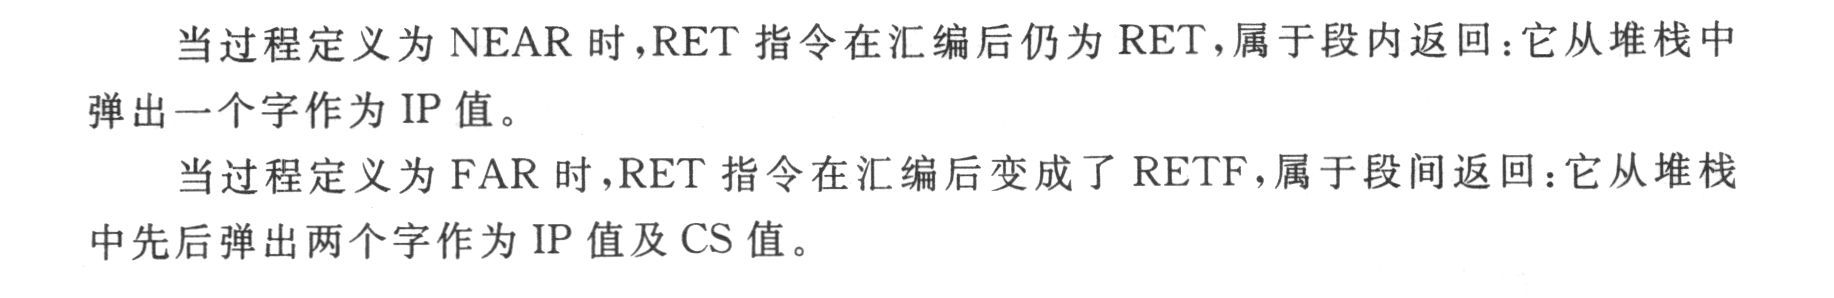 当过程定义为 NEAR 时,RET 指令在汇编后仍为 RET,属于段内返回:它从堆栈中
弹出一个字作为 IP 值。
当过程定义为 FAR 时,RET 指令在汇编后变成了 RETF,属于段间返回:它从堆栈
中先后弹出两个字作为 IP 值及 CS 值。